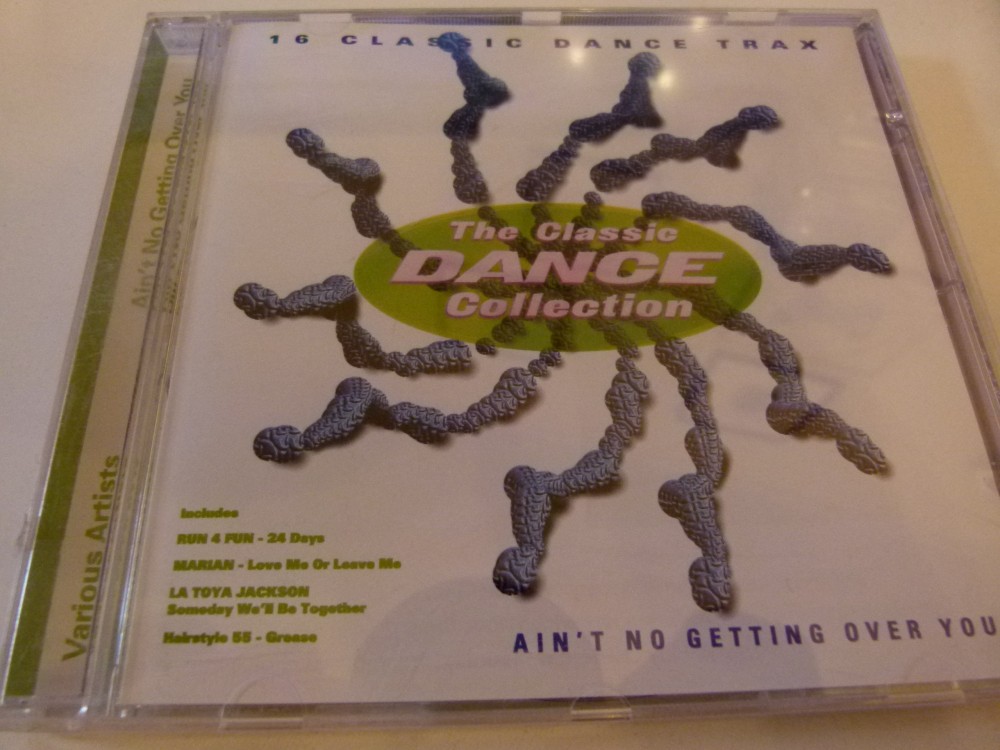 16 CLASSIC DANCE TRAX
The Classic
DANCE
Collection
Includes
RUN 4 FUN - 24 Days
MARIAN - Love Me Or Leave Me
LA TOYA JACKSON
Someday We'll Be Together
Hairstyle 55 - Grease
AIN'T NO GETTING OVER YOU
Various Artists
Ain't No Getting Over You